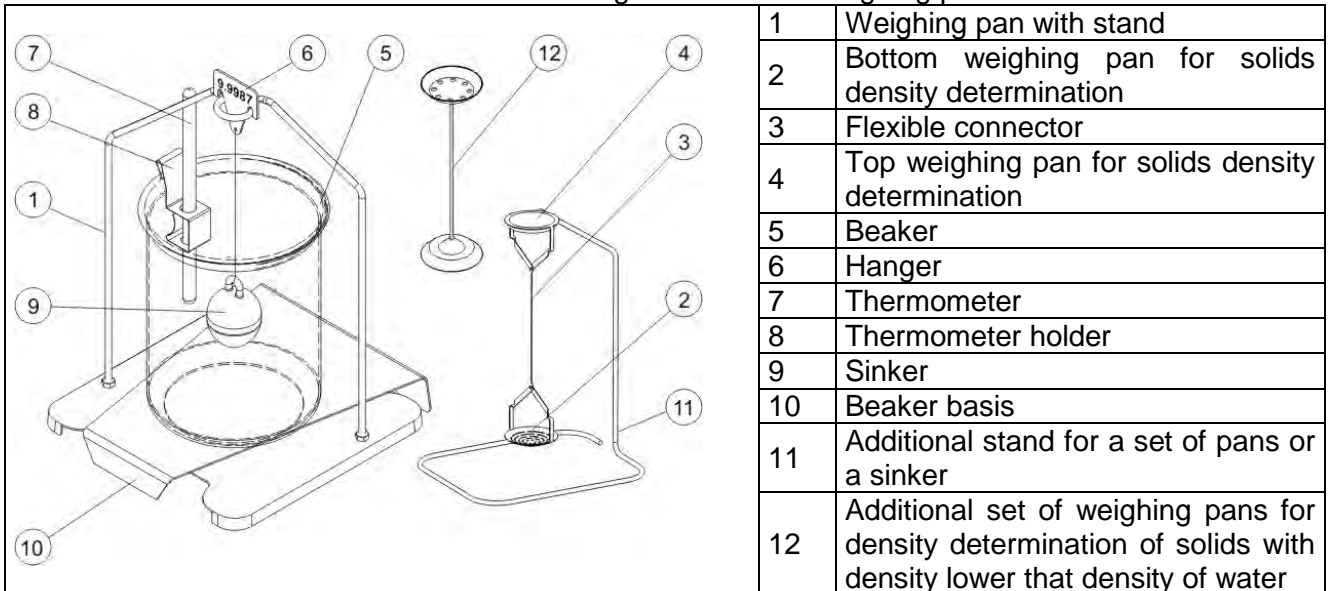 7
6
5
12
4
9.9987
8
3
1
9
2
11
10
1 Weighing pan with stand
2 Bottom weighing pan for solids
density determination
3 Flexible connector
4 Top weighing pan for solids density
determination
5 Beaker
6 Hanger
7 Thermometer
8 Thermometer holder
9 Sinker
10 Beaker basis
11 Additional stand for a set of pans or
a sinker
12 Additional set of weighing pans for
density determination of solids with
density lower that density of water